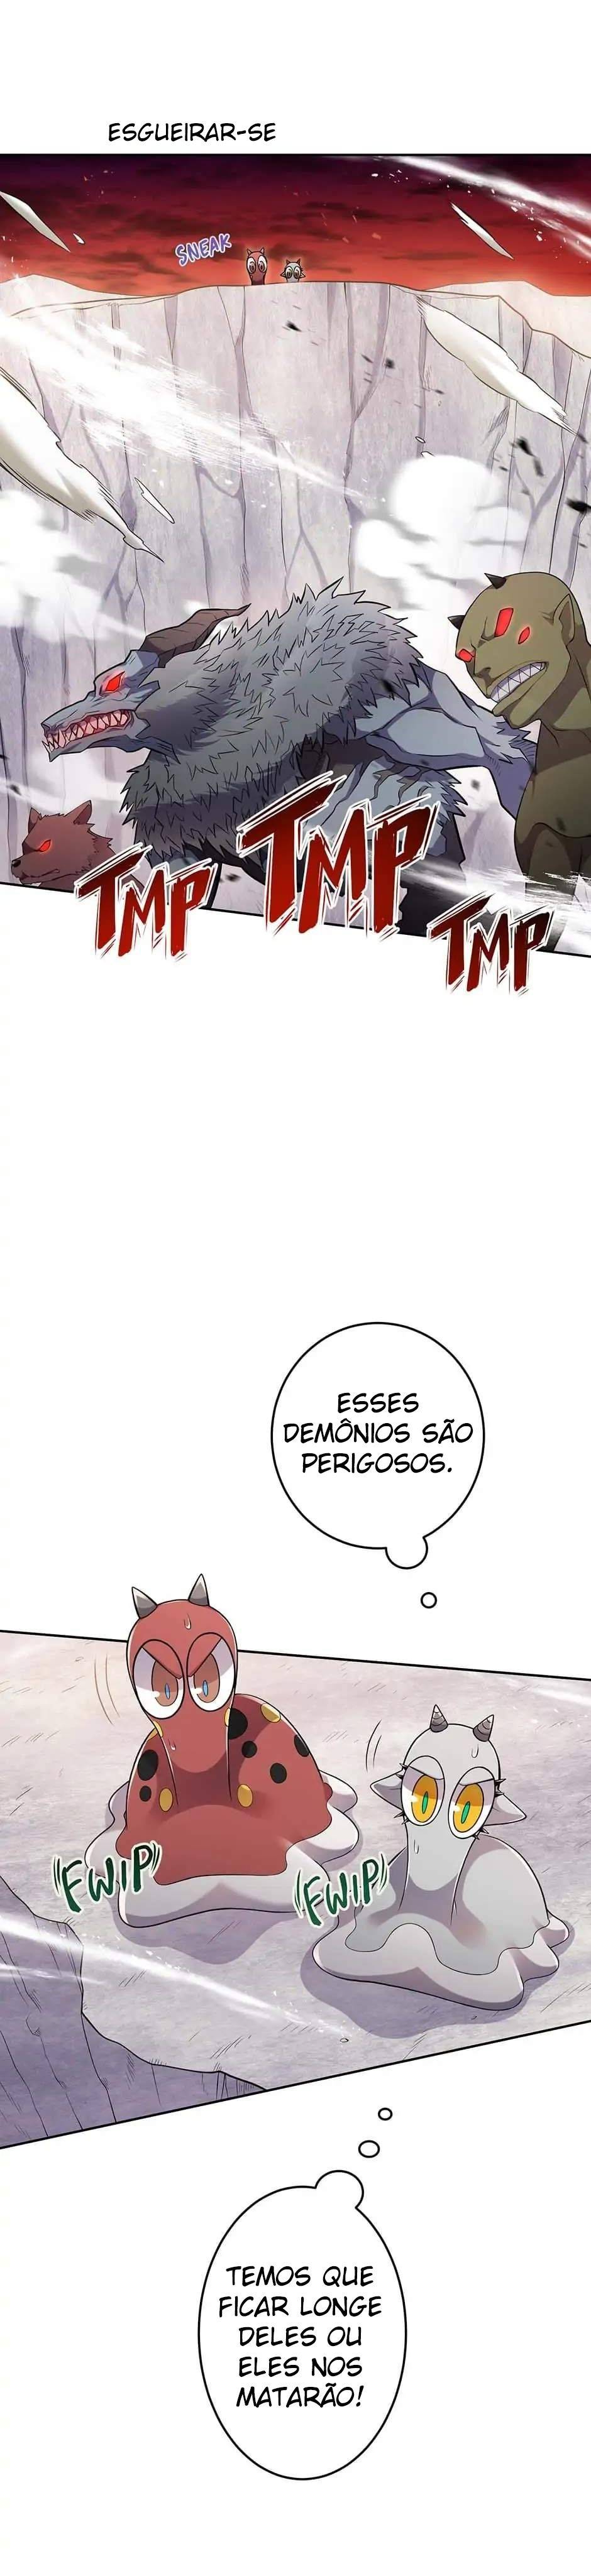 ESGUEIRAR-SE
SNEAK
TMP
TMP
TMP
ESSES
DEMÔNIOS SÃO
PERIGOSOS.
FWIP
FWIP
TEMOS QUE
FICAR LONGE
DELES OU
ELES NOS
MATARÃO!